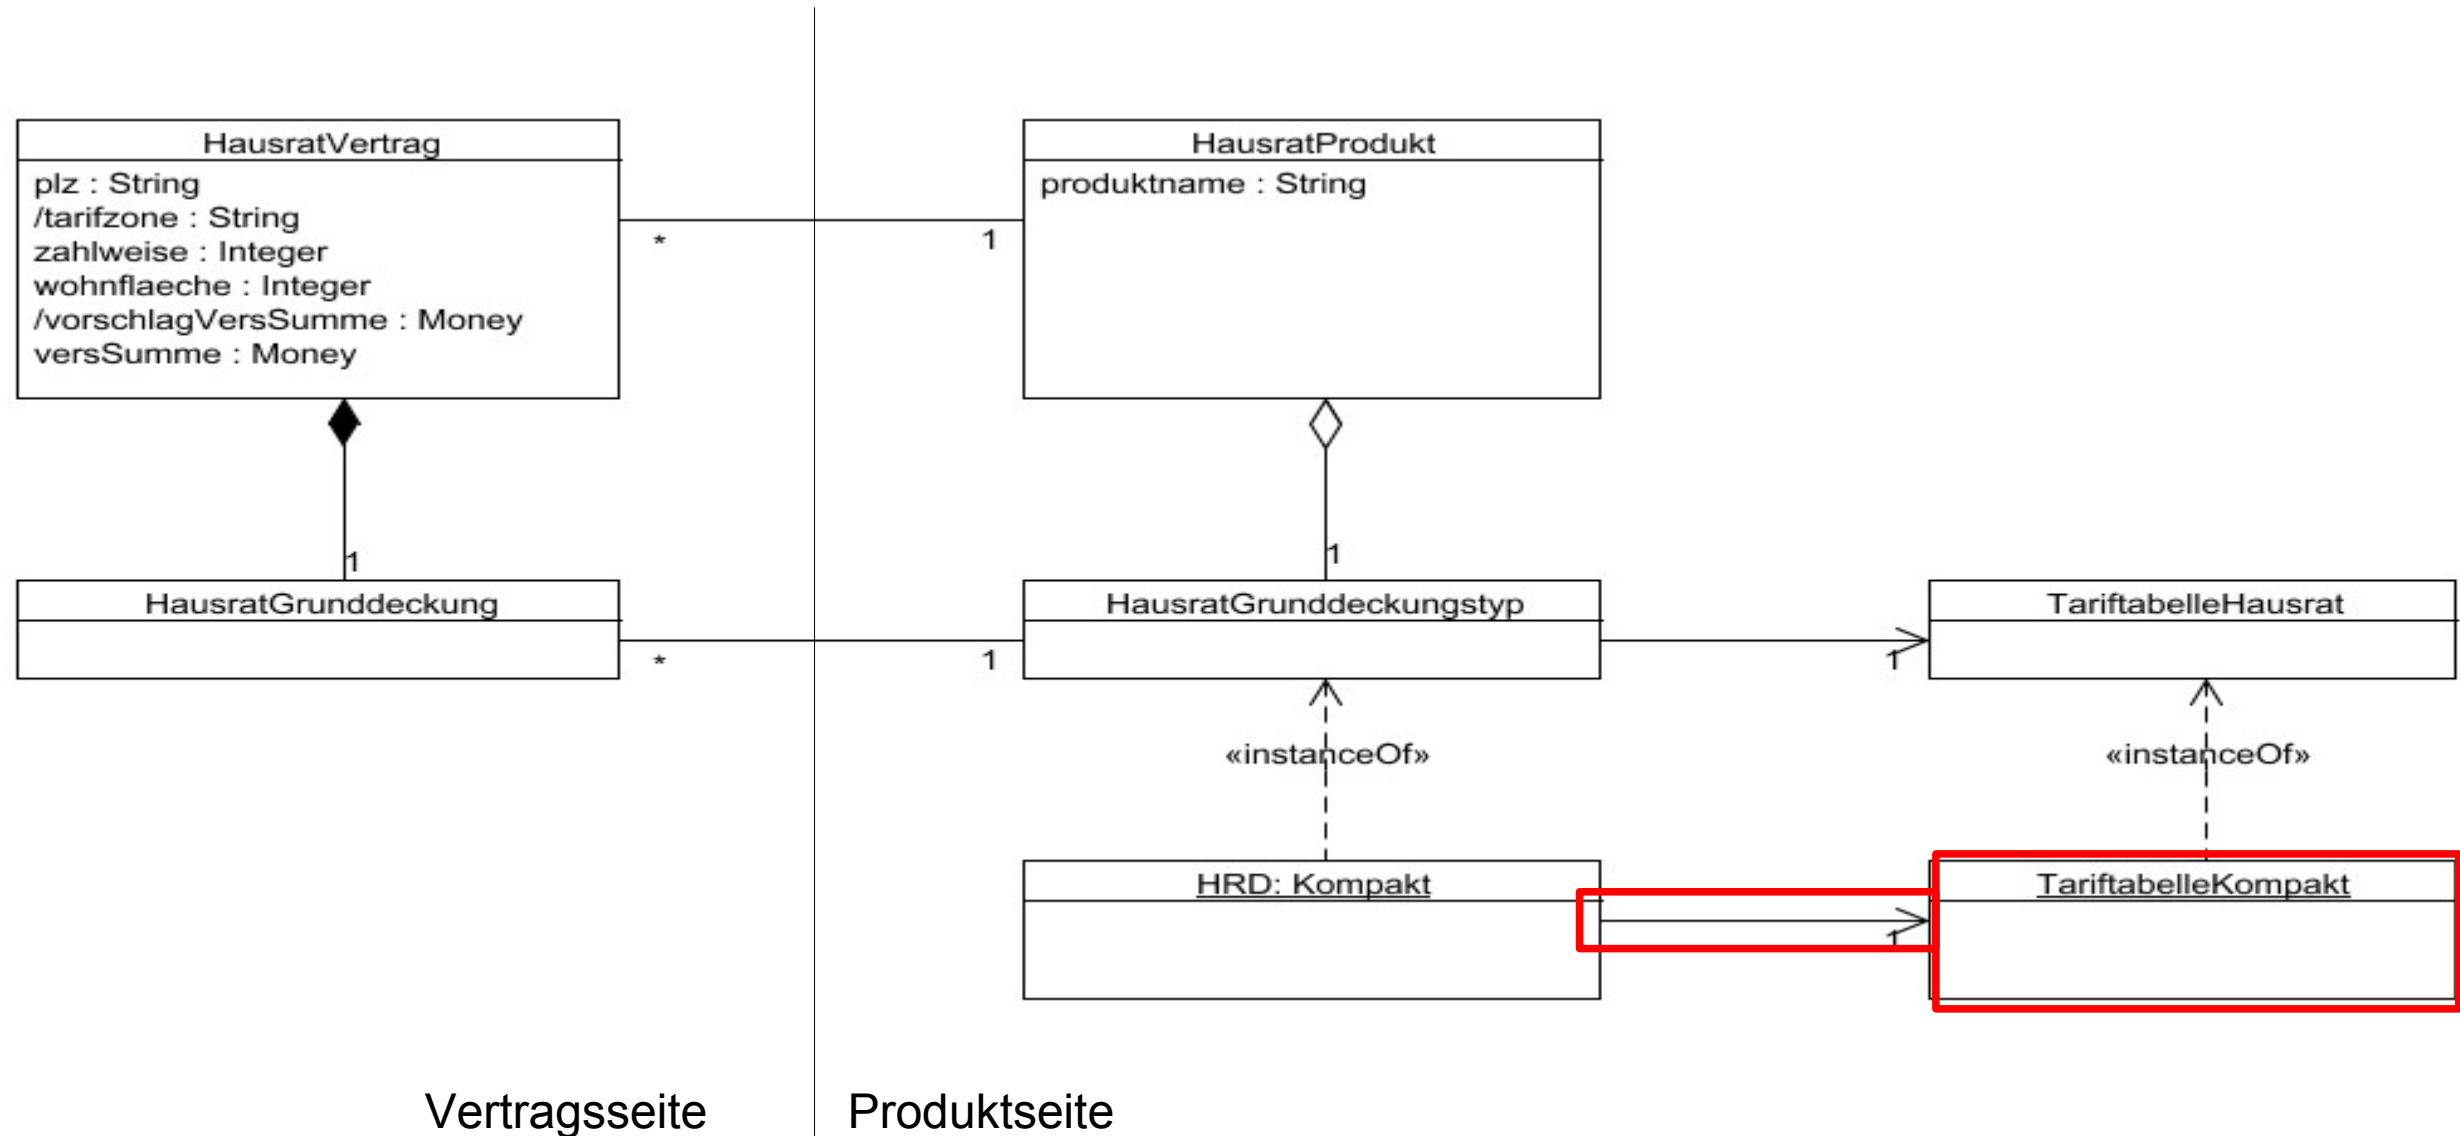 HausratVertrag
plz : String
/tarifzone : String
zahlweise : Integer
wohnflaeche : Integer
/vorschlagVersSumme : Money
versSumme : Money
*
1
HausratProdukt
produktname : String
1
1
HausratGrunddeckung
*
1
HausratGrunddeckungstyp
1
TariftabelleHausrat
«instanceOf»
«instanceOf»
HRD: Kompakt
1
TariftabelleKompakt
Vertragsseite
Produktseite